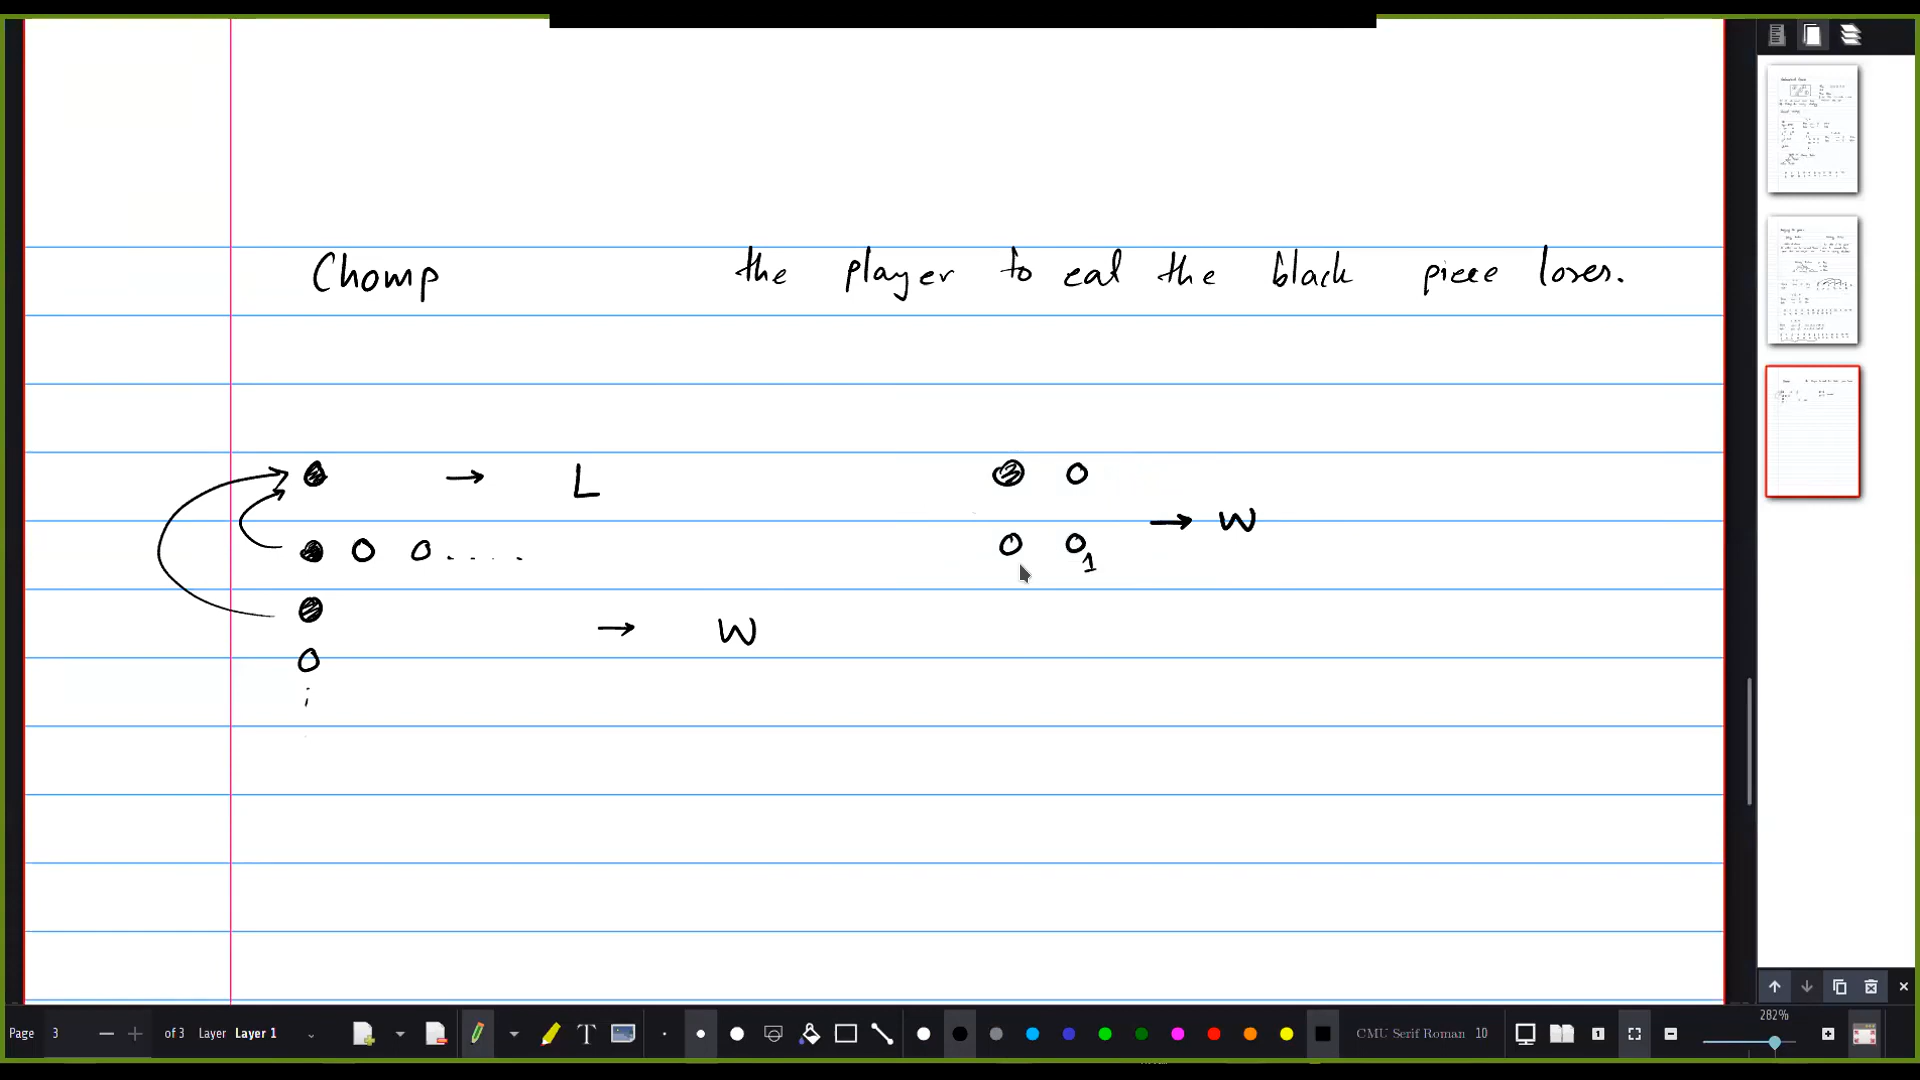 Chomp the player to eat the black piece loses.
→ L
→ W
1
→ W
Page 3 of 3 Layer Layer 1
CMU Serif Roman 10
282%